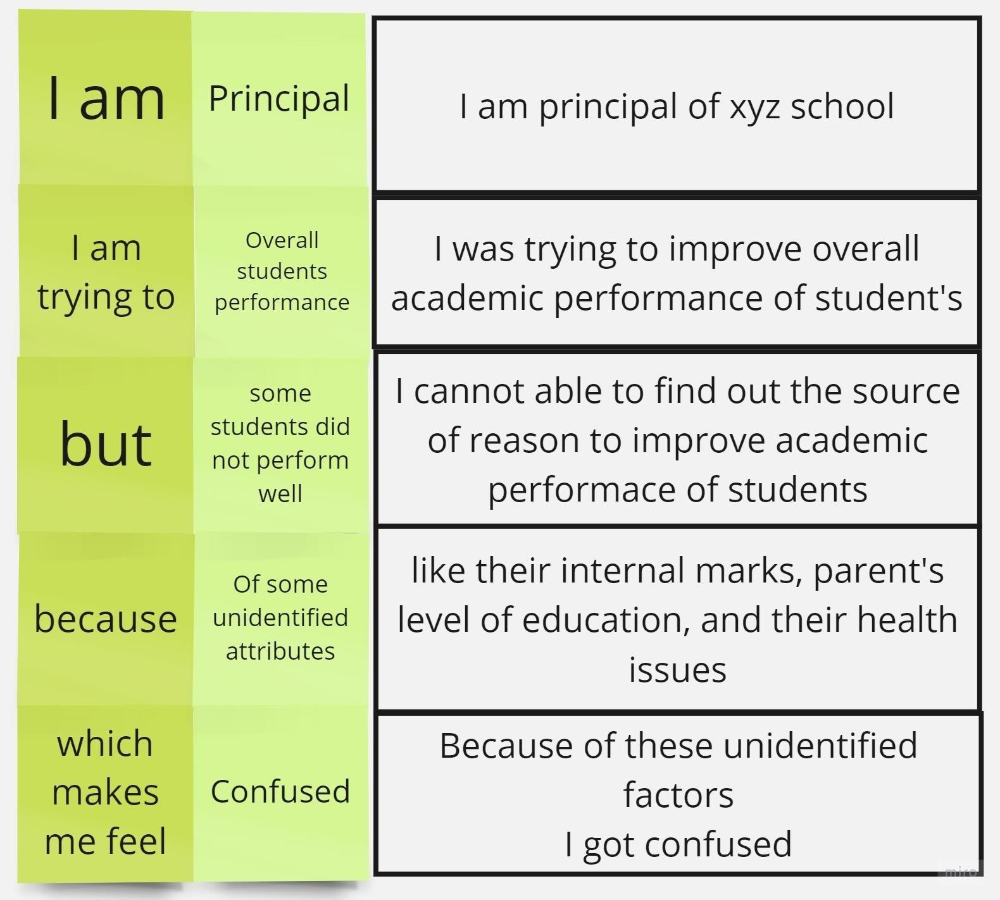 I am
Principal
I am principal of xyz school
I am
trying to
Overall
students
performance
I was trying to improve overall
academic performance of student's
but
some
students did
not perform
well
I cannot able to find out the source
of reason to improve academic
performace of students
because
Of some
unidentified
attributes
like their internal marks, parent's
level of education, and their health
issues
which
makes
me feel
Confused
Because of these unidentified
factors
I got confused
miro